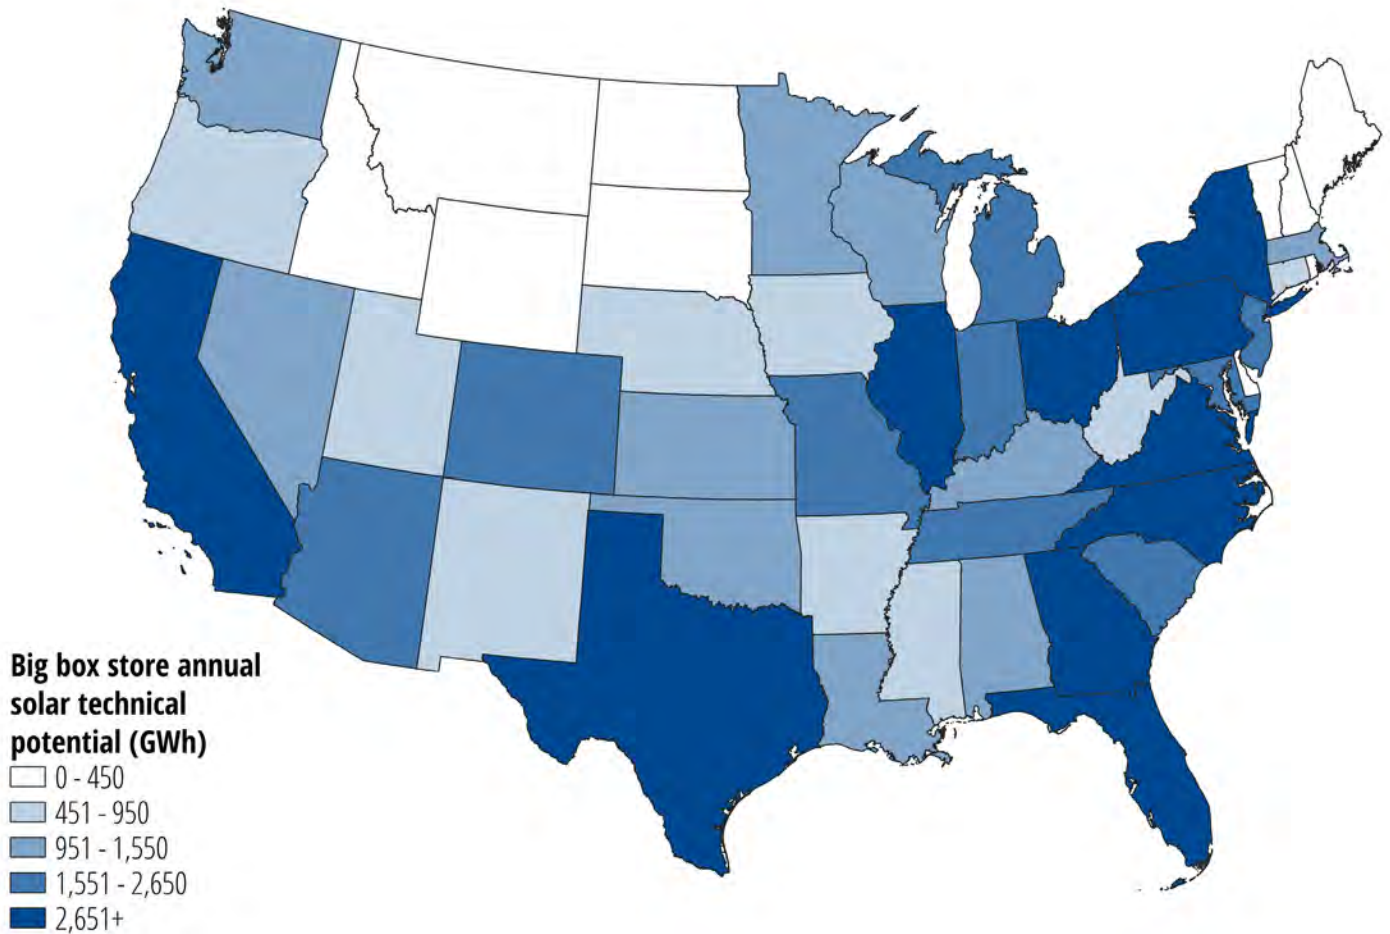 Big box store annual
solar technical
potential (GWh)
0 - 450
451 - 950
951 - 1,550
1,551 - 2,650
2,651+